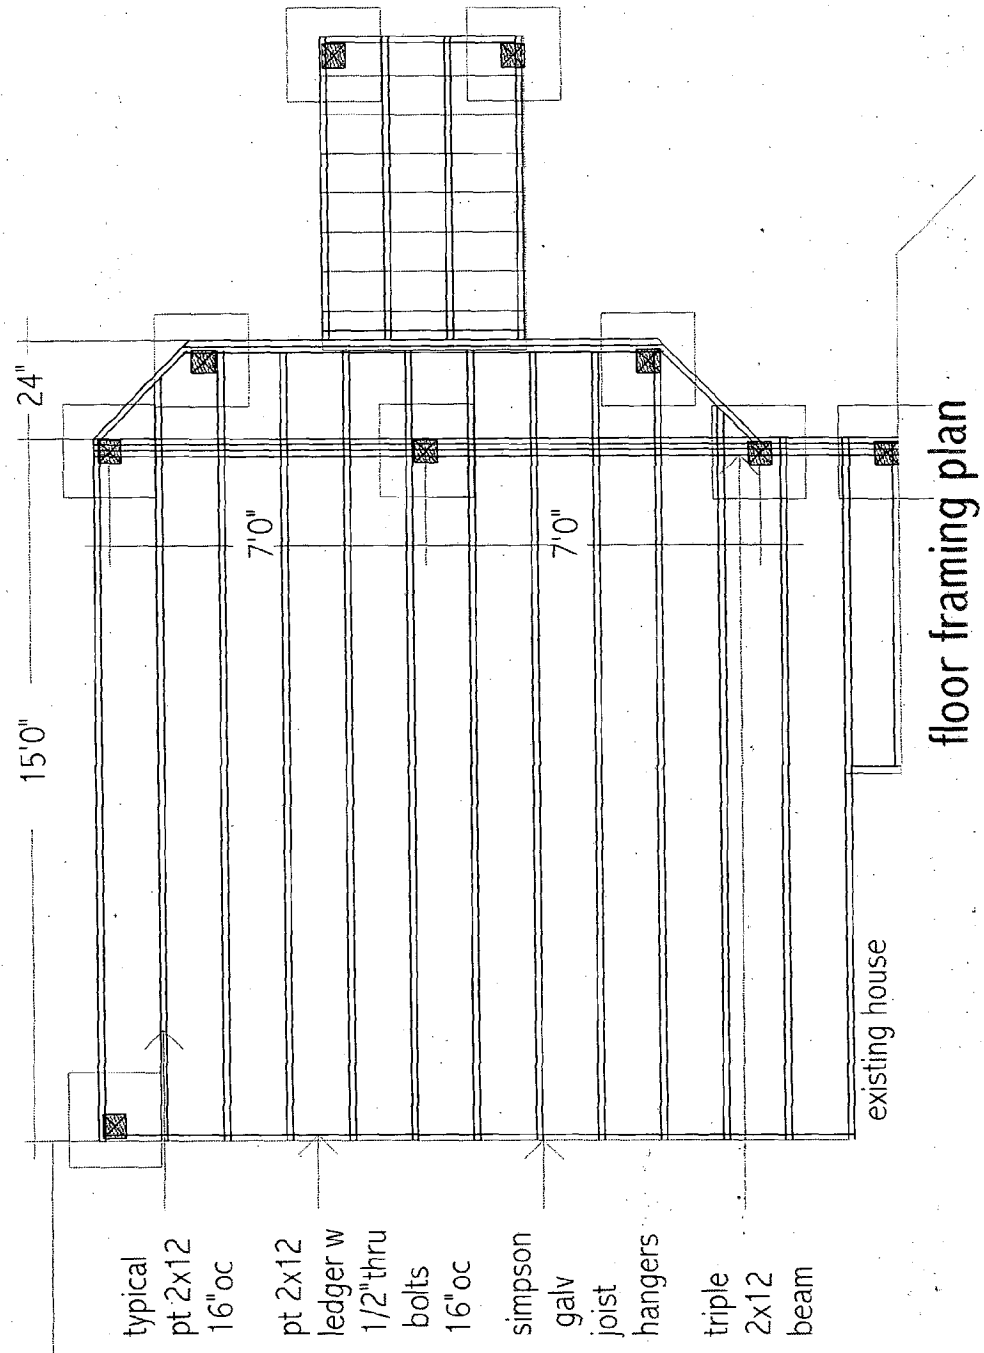 24"
15'0"
7'0"
7'0"
typical
pt 2x12
16"oc
pt 2x12
ledger w
1/2"thru
bolts
16"oc
simpson
galv
joist
hangers
triple
2x12
beam
existing house
floor framing plan